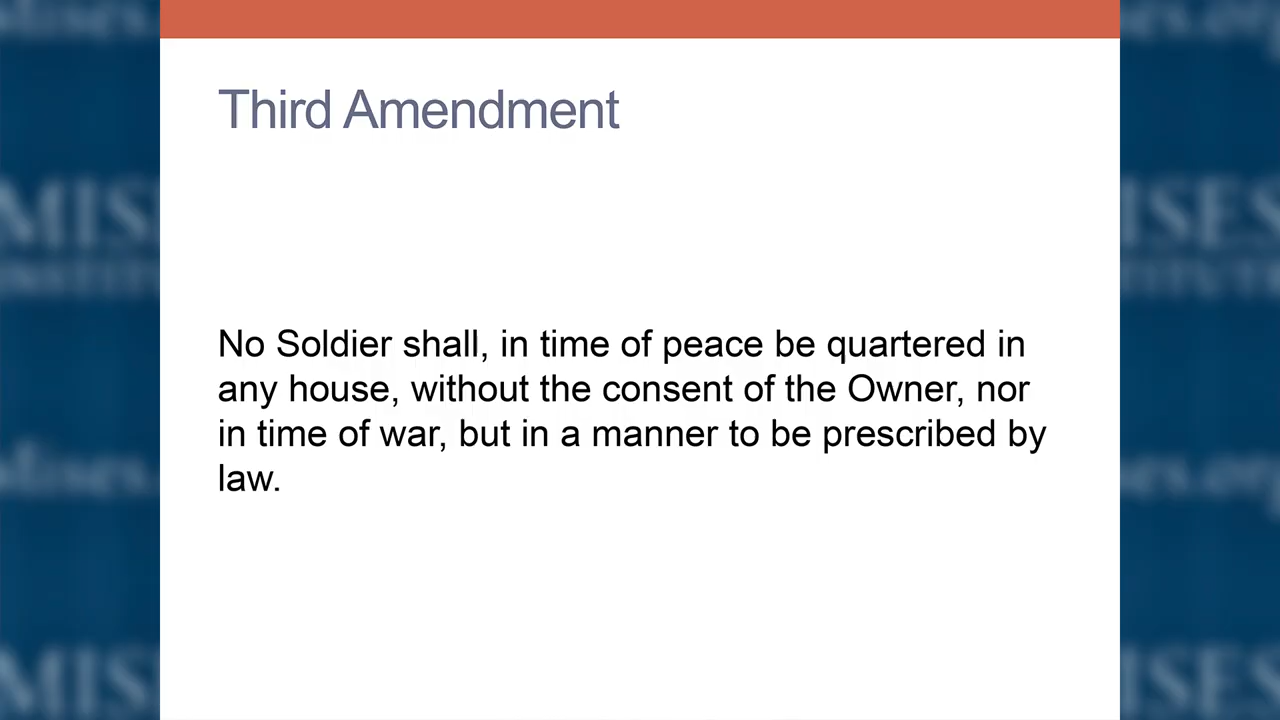 Third Amendment
No Soldier shall, in time of peace be quartered in
any house, without the consent of the Owner, nor
in time of war, but in a manner to be prescribed by
law.